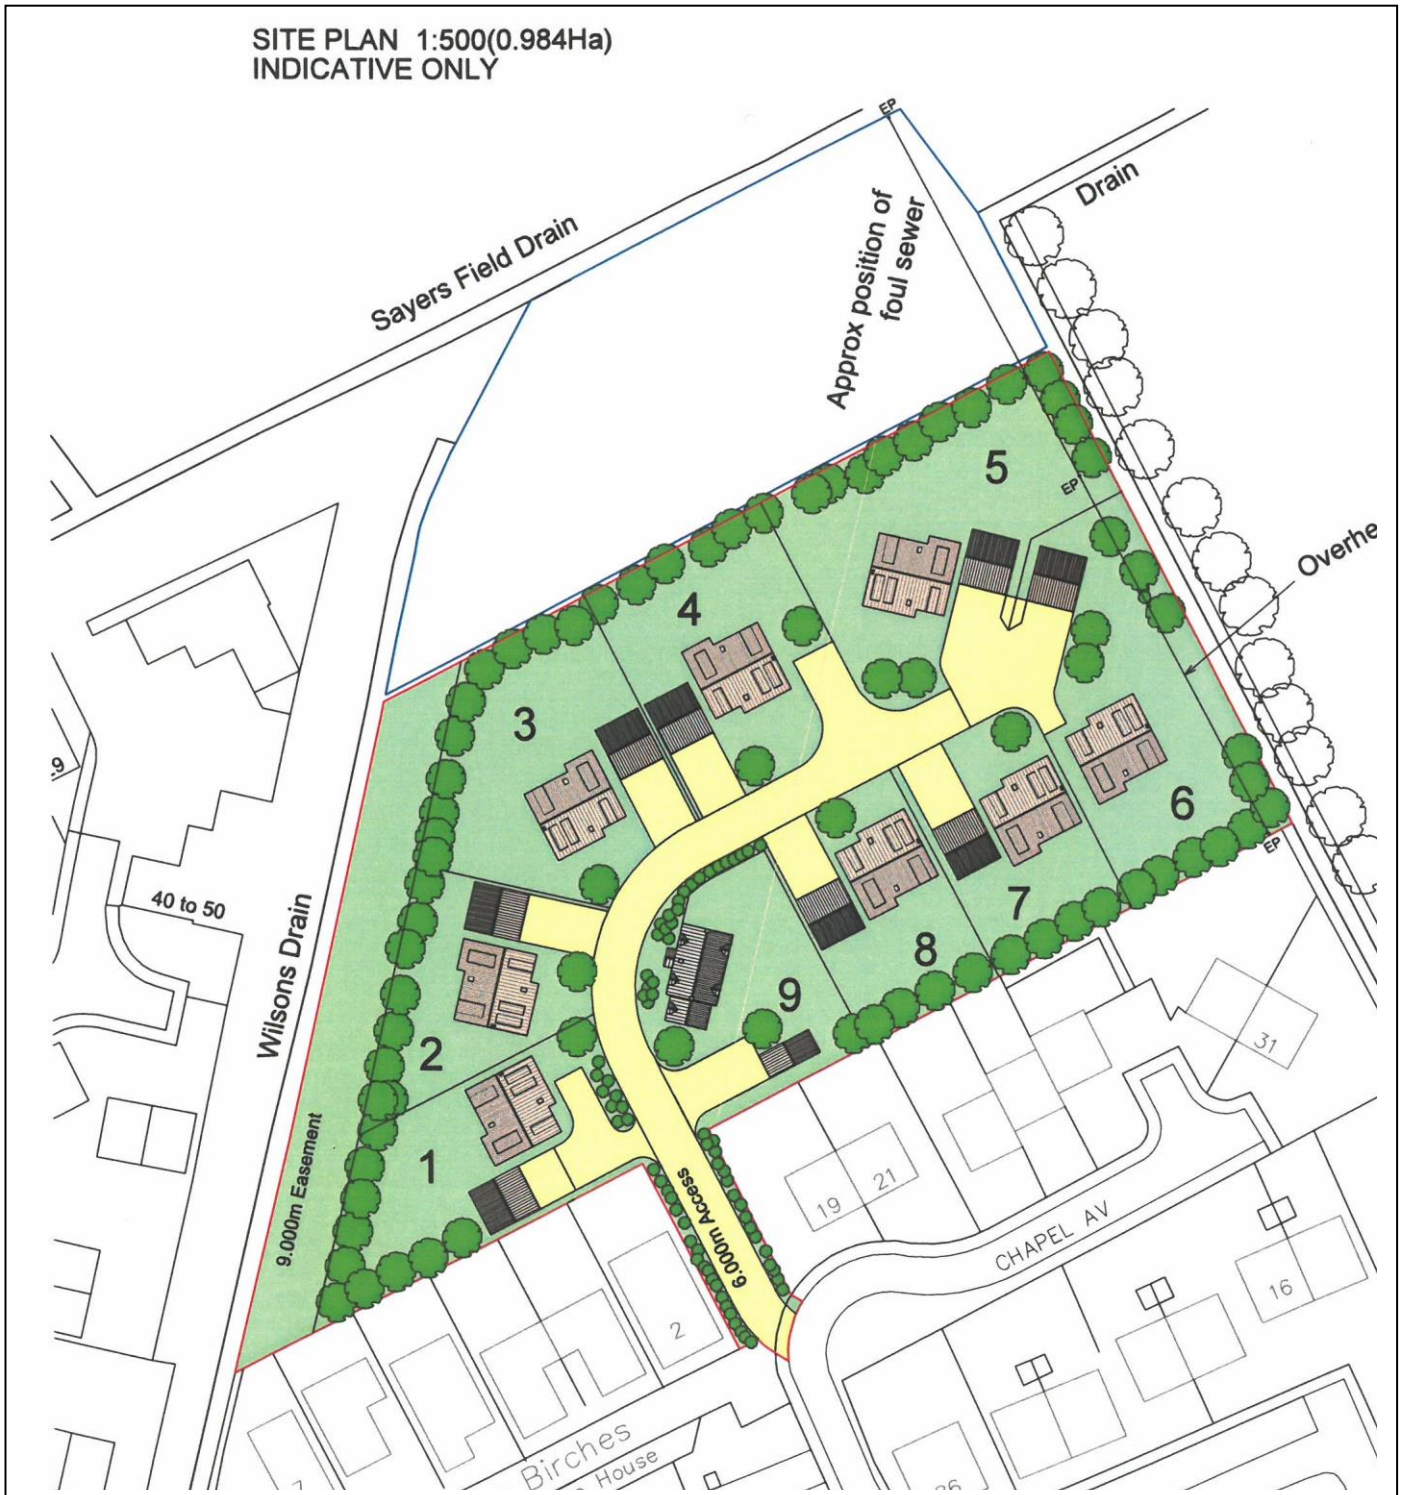 SITE PLAN 1:500(0.984Ha)
INDICATIVE ONLY
EP
Drain
Sayers Field Drain
Approx position of
foul sewer
5
EP
Overhe
4
3
6
9
EP
40 to 50
Wilsons Drain
7
8
9
31
2
1
9.000m Easement
6.000m Access
19
21
CHAPEL AV
16
2
Birches
House
7
26